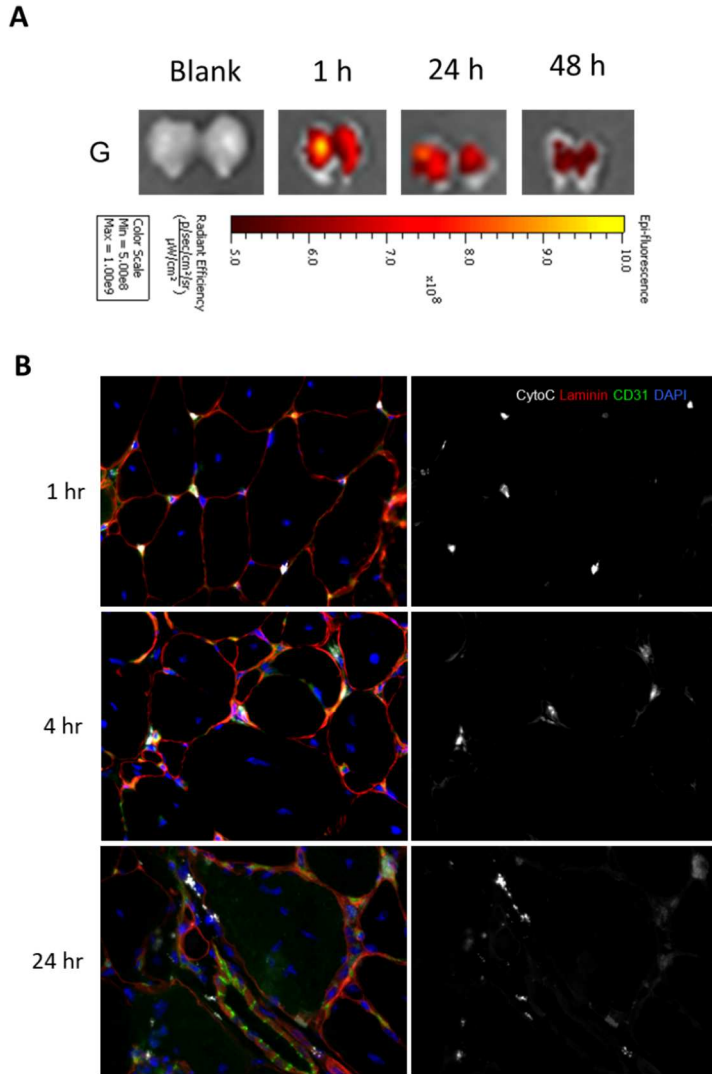 A
Blank 1 h 24 h 48 h
G
Color Scale
Min = 5.00e8
Max = 1.00e9
Radiant Efficiency
(p/sec/cm²/sr
µW/cm²)
5.0 6.0 7.0 8.0 9.0 10.0
x10⁸
Epi-fluorescence
B
CytoC Laminin CD31 DAPI
1 hr
4 hr
24 hr